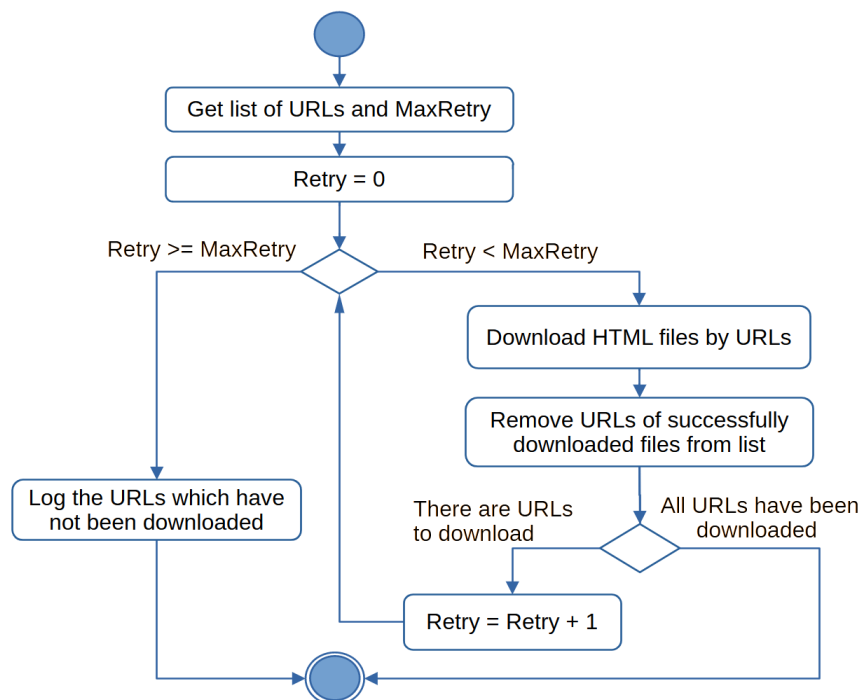 Get list of URLs and MaxRetry
Retry = 0
Retry >= MaxRetry
Retry < MaxRetry
Download HTML files by URLs
Remove URLs of successfully
downloaded files from list
Log the URLs which have
not been downloaded
There are URLs
to download
All URLs have been
downloaded
Retry = Retry + 1